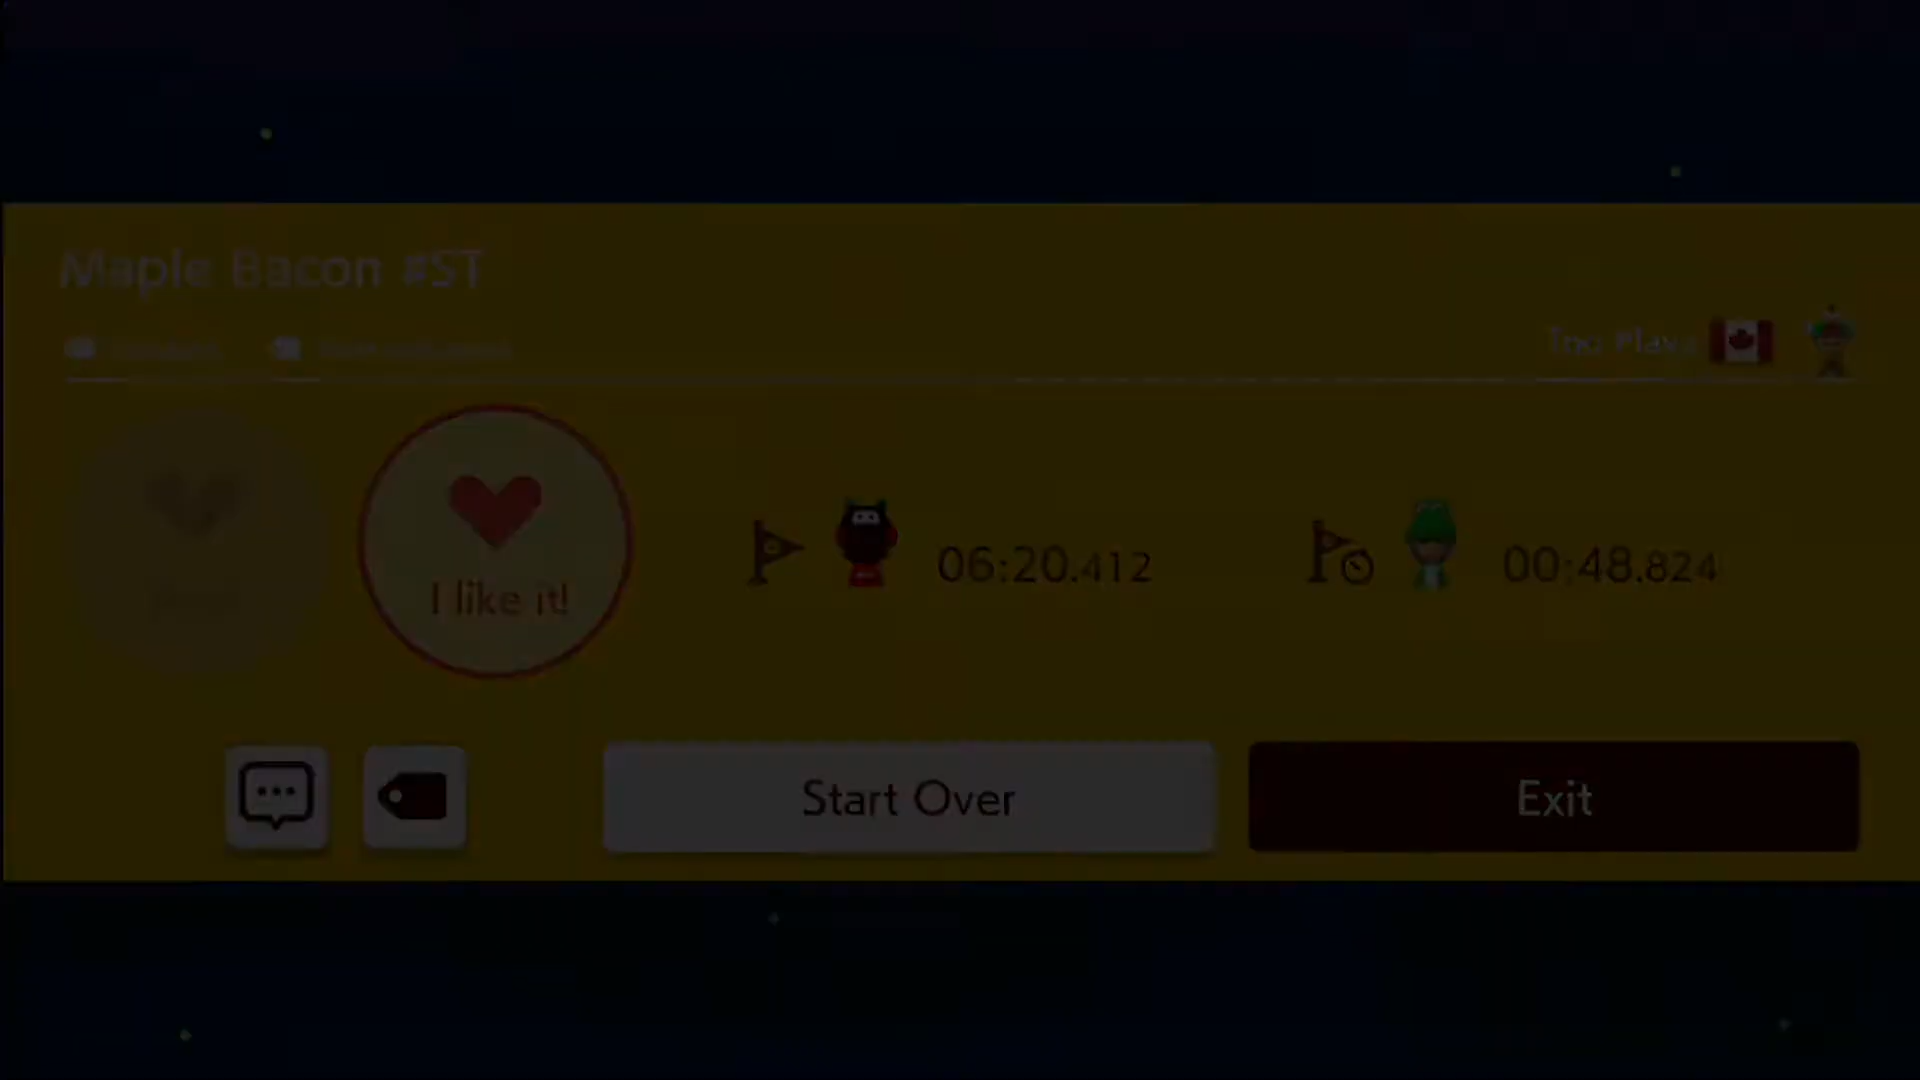 Maple Bacon #ST
I like it!
06:20.412
00:48.824
Start Over
Exit